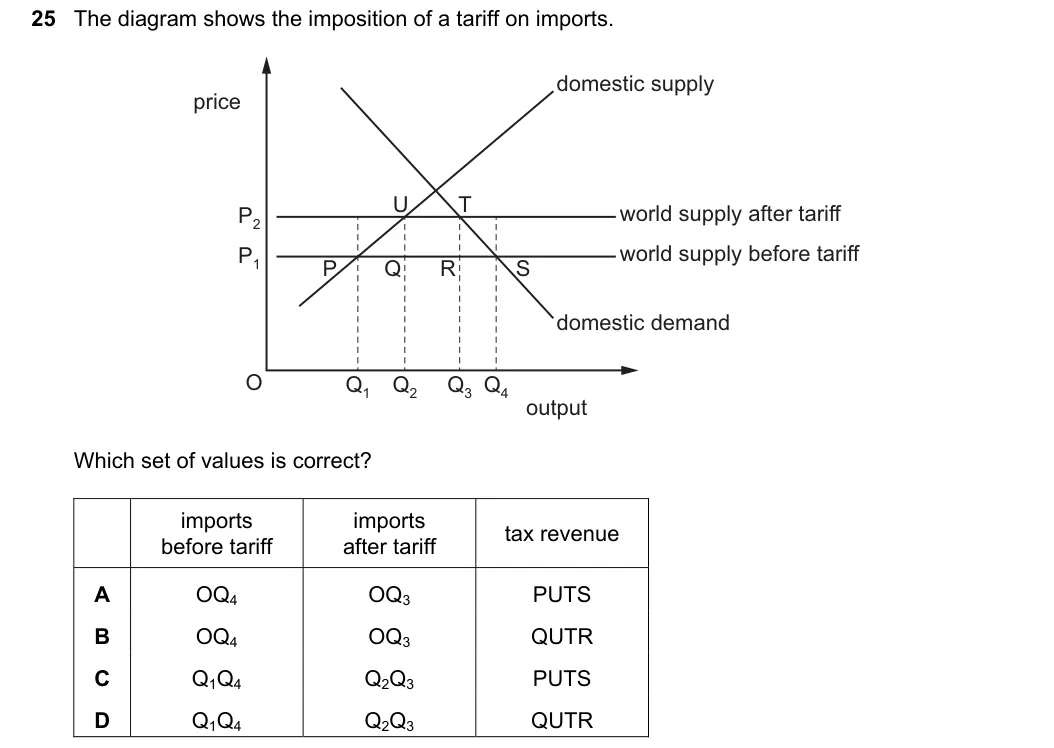 25 The diagram shows the imposition of a tariff on imports.
price
domestic supply
U T
P2 world supply after tariff
P1 world supply before tariff
P Q R S
domestic demand
O Q1 Q2 Q3 Q4
output
Which set of values is correct?
imports before tariff
imports after tariff
tax revenue
A OQ4 OQ3 PUTS
B OQ4 OQ3 QUTR
C Q1Q4 Q2Q3 PUTS
D Q1Q4 Q2Q3 QUTR